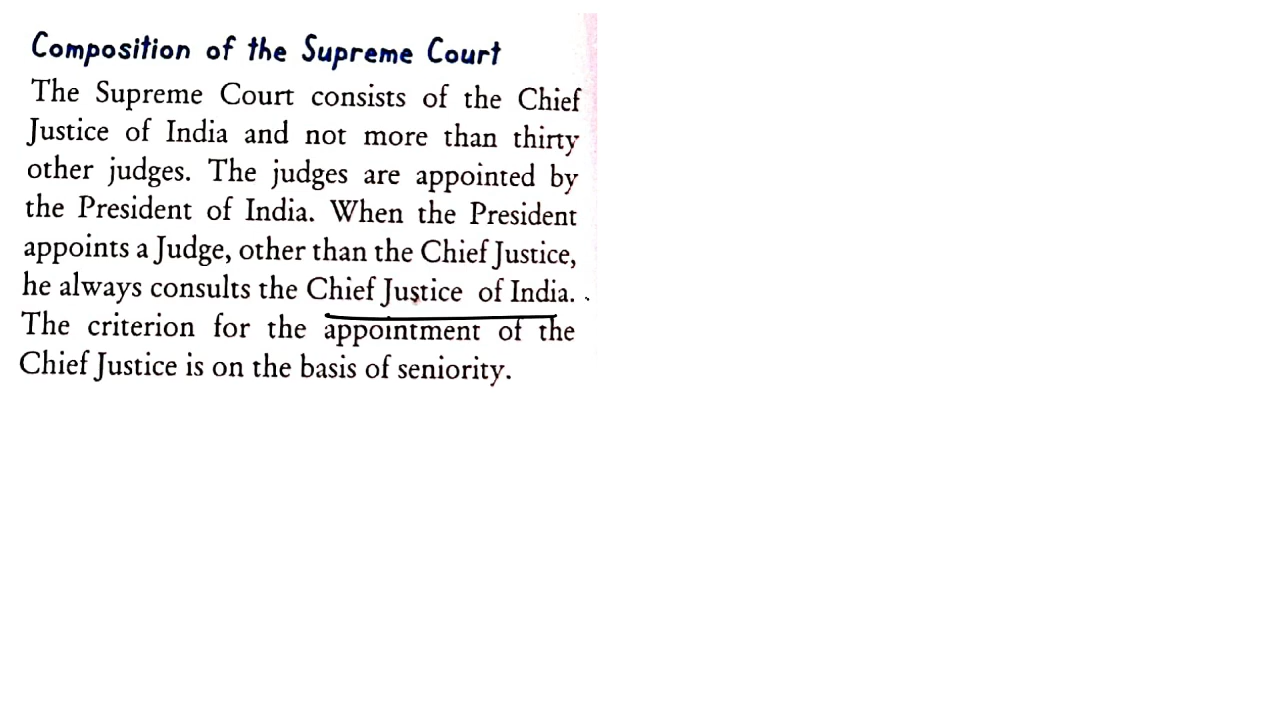 Composition of the Supreme Court
The Supreme Court consists of the Chief
Justice of India and not more than thirty
other judges. The judges are appointed by
the President of India. When the President
appoints a Judge, other than the Chief Justice,
he always consults the Chief Justice of India.
The criterion for the appointment of the
Chief Justice is on the basis of seniority.